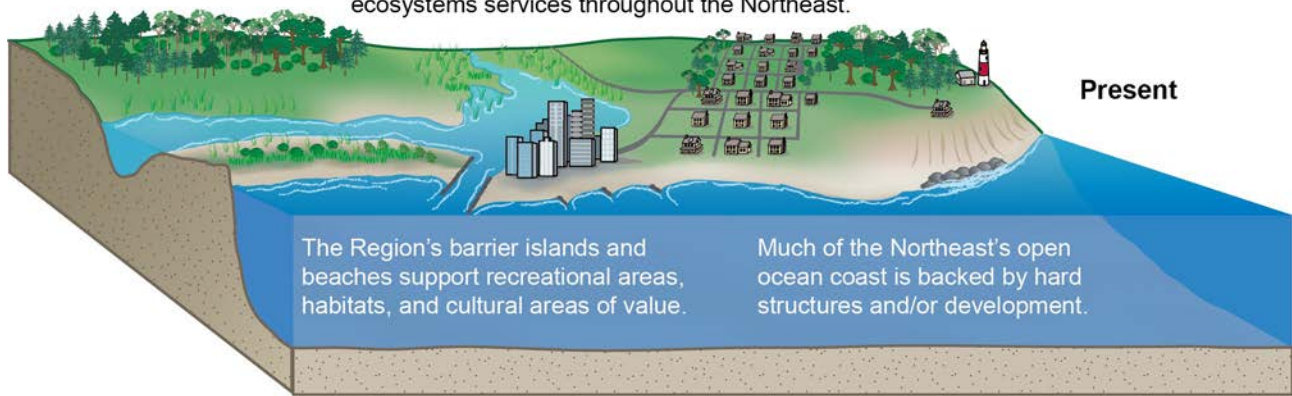 ecosystems services throughout the Northeast.
Present
The Region's barrier islands and
beaches support recreational areas,
habitats, and cultural areas of value.
Much of the Northeast's open
ocean coast is backed by hard
structures and/or development.